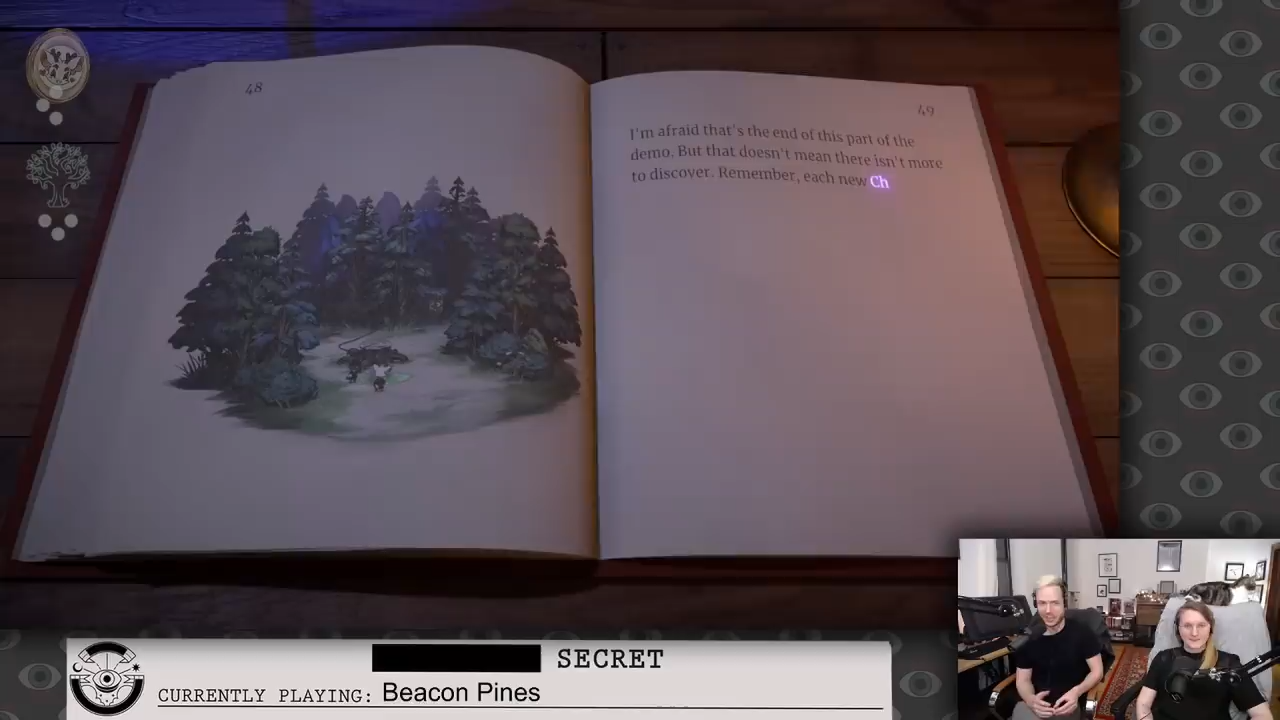 48
49
I'm afraid that's the end of this part of the
demo. But that doesn't mean there isn't more
to discover. Remember, each new Ch
SECRET
CURRENTLY PLAYING: Beacon Pines